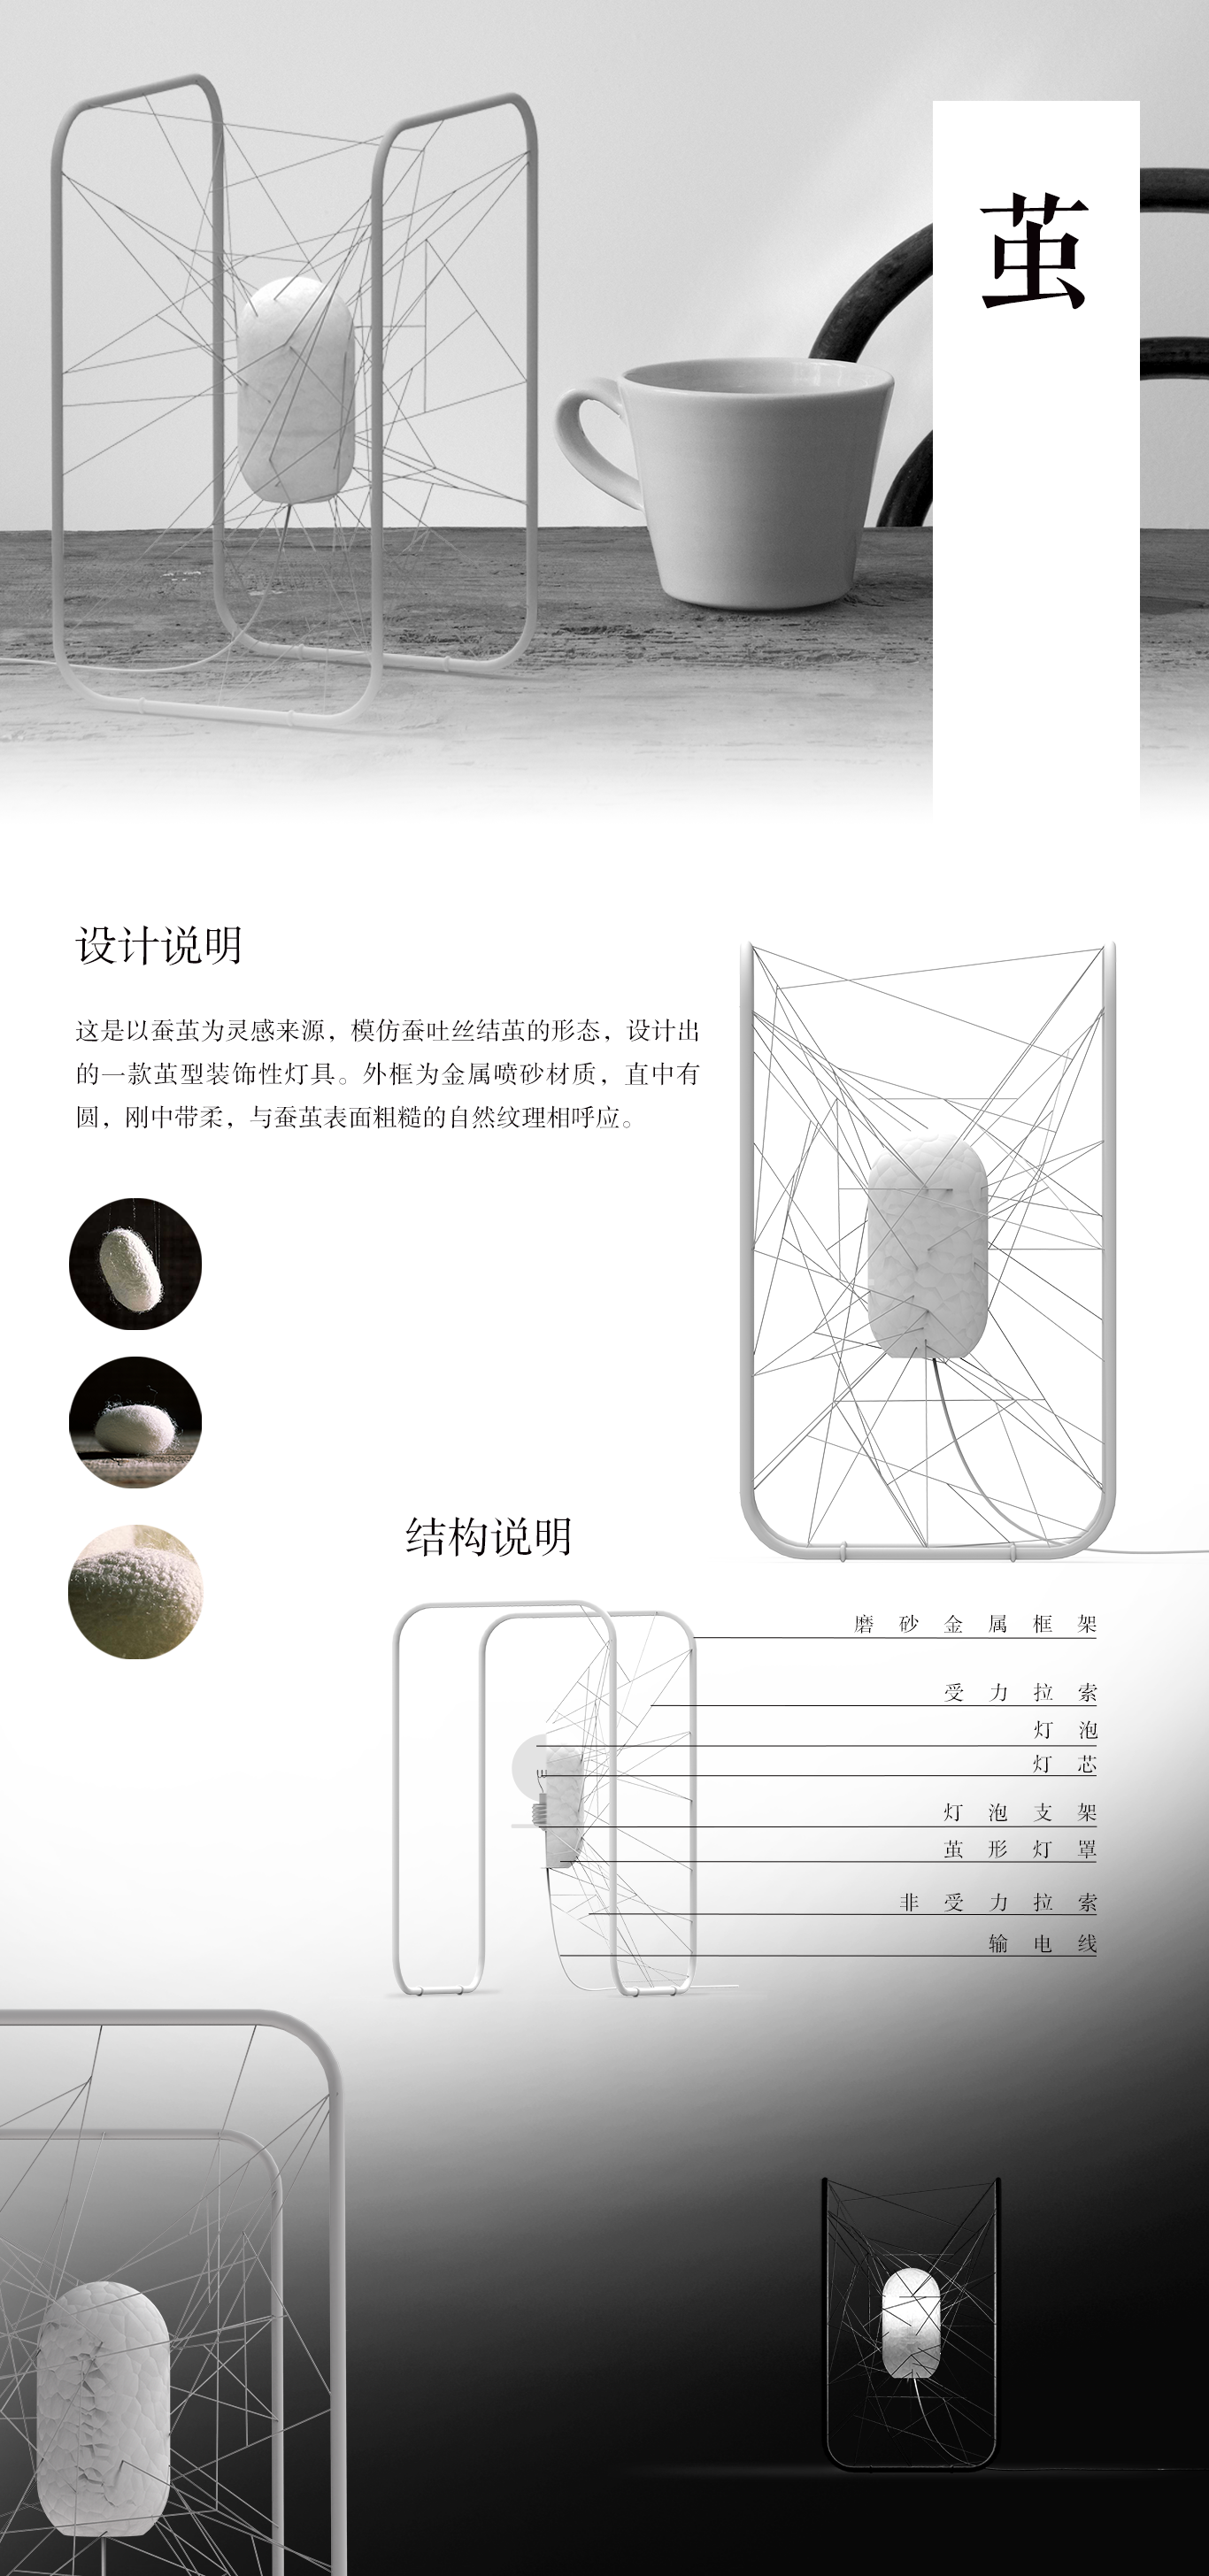 茧
设计说明
这是以蚕茧为灵感来源，模仿蚕吐丝结茧的形态，设计出
的一款茧型装饰性灯具。外框为金属喷砂材质，直中有
圆，刚中带柔，与蚕茧表面粗糙的自然纹理相呼应。
结构说明
磨砂金属框架
受力拉索
灯泡
灯芯
灯泡支架
茧形灯罩
非受力拉索
输电线